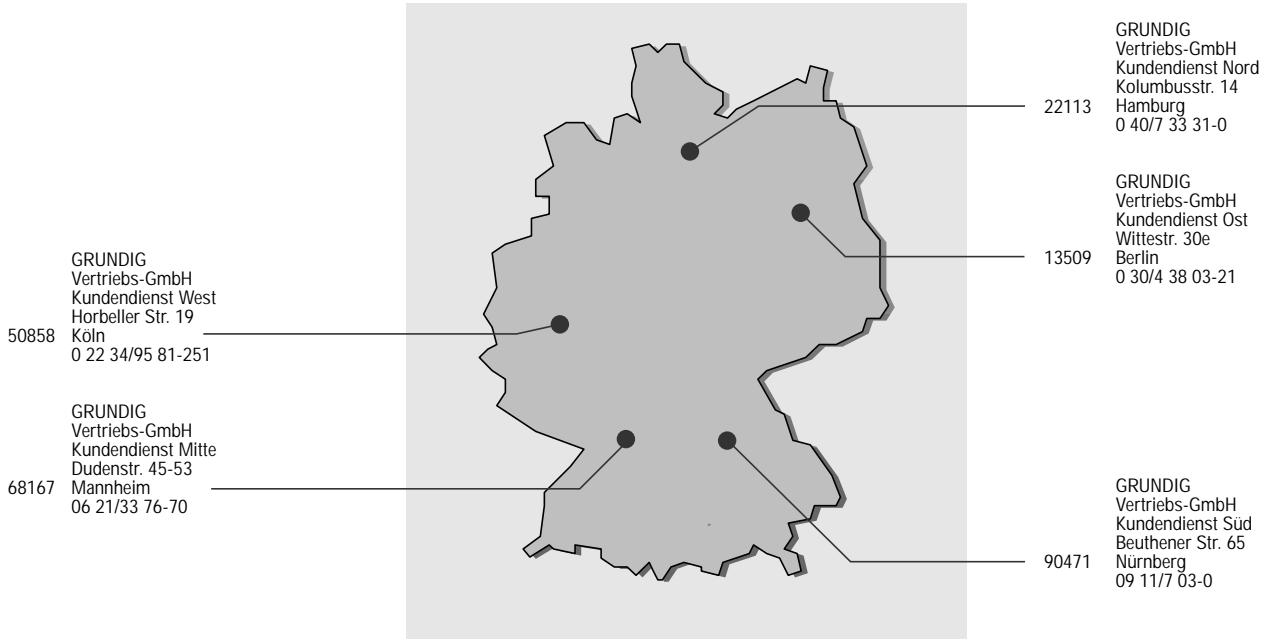 GRUNDIG
Vertriebs-GmbH
Kundendienst Nord
Kolumbusstr. 14
22113 Hamburg
0 40/7 33 31-0
GRUNDIG
Vertriebs-GmbH
Kundendienst Ost
Wittestr. 30e
13509 Berlin
0 30/4 38 03-21
GRUNDIG
Vertriebs-GmbH
Kundendienst West
Horbeller Str. 19
50858 Köln
0 22 34/95 81-251
GRUNDIG
Vertriebs-GmbH
Kundendienst Mitte
Dudenstr. 45-53
68167 Mannheim
06 21/33 76-70
GRUNDIG
Vertriebs-GmbH
Kundendienst Süd
Beuthener Str. 65
90471 Nürnberg
09 11/7 03-0